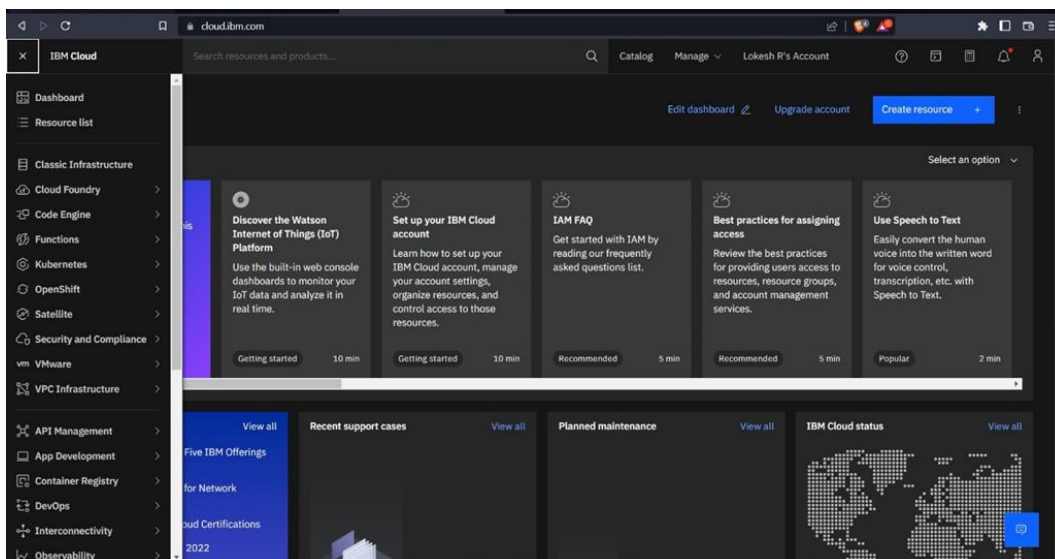 cloud.ibm.com
IBM Cloud
Search resources and products...
Catalog
Manage
Lokesh R's Account
Dashboard
Resource list
Classic Infrastructure
Cloud Foundry
Code Engine
Functions
Kubernetes
OpenShift
Satellite
Security and Compliance
vm VMware
VPC Infrastructure
API Management
App Development
Container Registry
DevOps
Interconnectivity
Observability
Edit dashboard
Upgrade account
Create resource +
Select an option
his
Discover the Watson
Internet of Things (IoT)
Platform
Use the built-in web console
dashboards to monitor your
IoT data and analyze it in
real time.
Getting started
10 min
Set up your IBM Cloud
account
Learn how to set up your
IBM Cloud account, manage
your account settings,
organize resources, and
control access to those
resources.
Getting started
10 min
IAM FAQ
Get started with IAM by
reading our frequently
asked questions list.
Recommended
5 min
Best practices for assigning
access
Review the best practices
for providing users access to
resources, resource groups,
and account management
services.
Recommended
5 min
Use Speech to Text
Easily convert the human
voice into the written word
for voice control,
transcription, etc. with
Speech to Text.
Popular
2 min
View all
Five IBM Offerings
for Network
oud Certifications
2022
Recent support cases
View all
Planned maintenance
View all
IBM Cloud status
View all